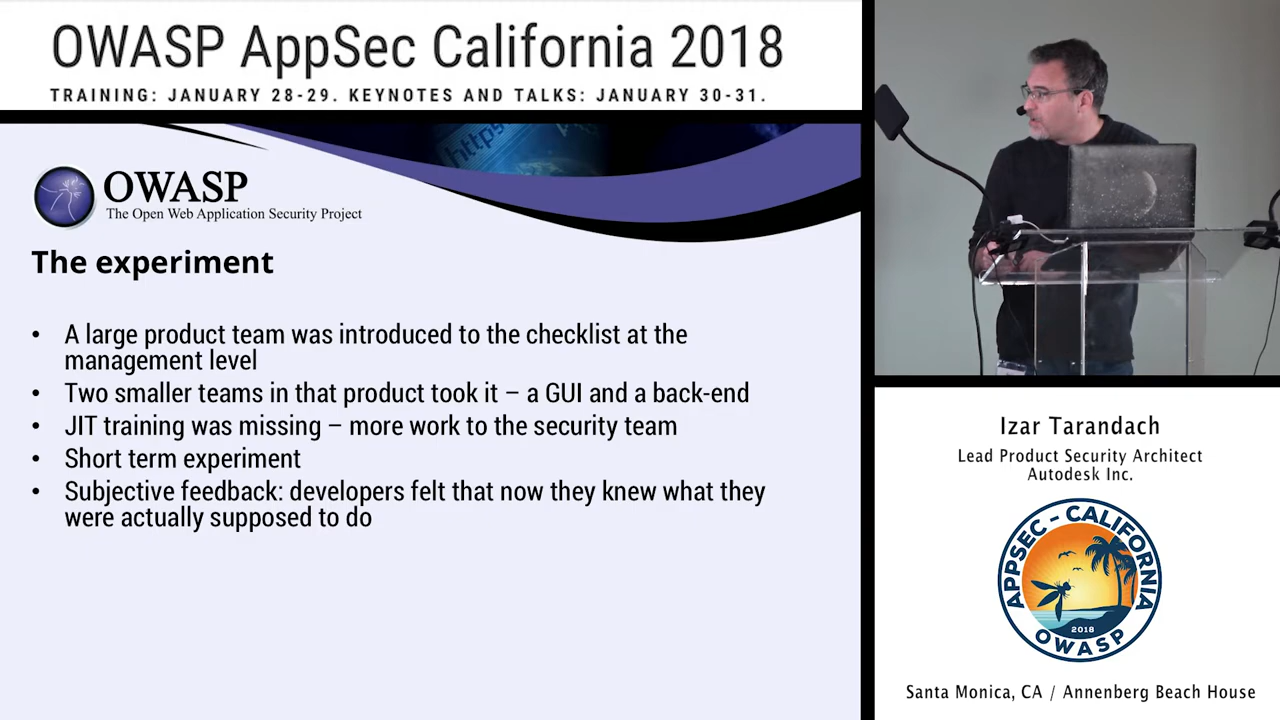 OWASP AppSec California 2018
TRAINING: JANUARY 28-29. KEYNOTES AND TALKS: JANUARY 30-31.
https
OWASP
The Open Web Application Security Project
The experiment
• A large product team was introduced to the checklist at the
management level
• Two smaller teams in that product took it – a GUI and a back-end
• JIT training was missing – more work to the security team
• Short term experiment
• Subjective feedback: developers felt that now they knew what they
were actually supposed to do
Izar Tarandach
Lead Product Security Architect
Autodesk Inc.
APPSEC - CALIFORNIA
2018
OWASP
Santa Monica, CA / Annenberg Beach House